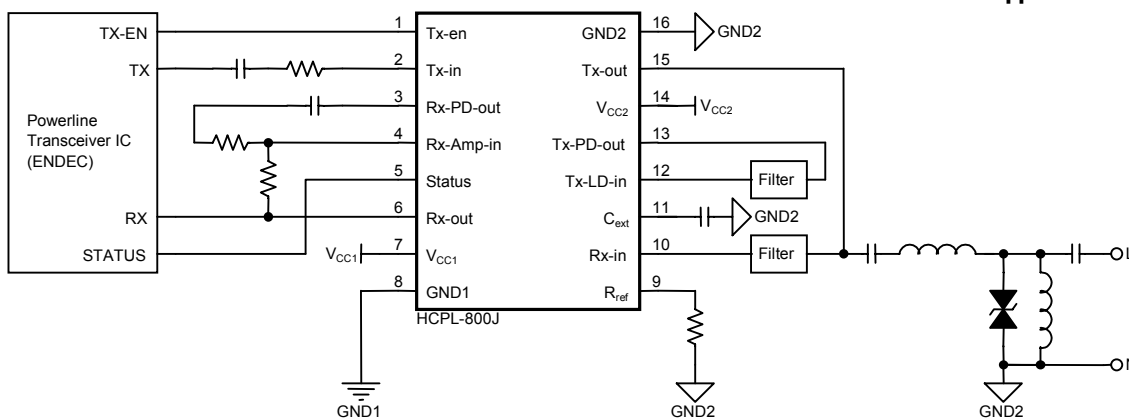 TX-EN
TX
Powerline
Transceiver IC
(ENDEC)
RX
STATUS
1
2
3
4
5
6
7
8
Tx-en
Tx-in
Rx-PD-out
Rx-Amp-in
Status
Rx-out
VCC1
VCC1
GND1
HCPL-800J
GND1
GND2
Tx-out
VCC2
Tx-PD-out
Tx-LD-in
Cext
Rx-in
Rref
16
15
14
13
12
11
10
9
GND2
VCC2
Filter
GND2
Filter
GND2
GND2
L